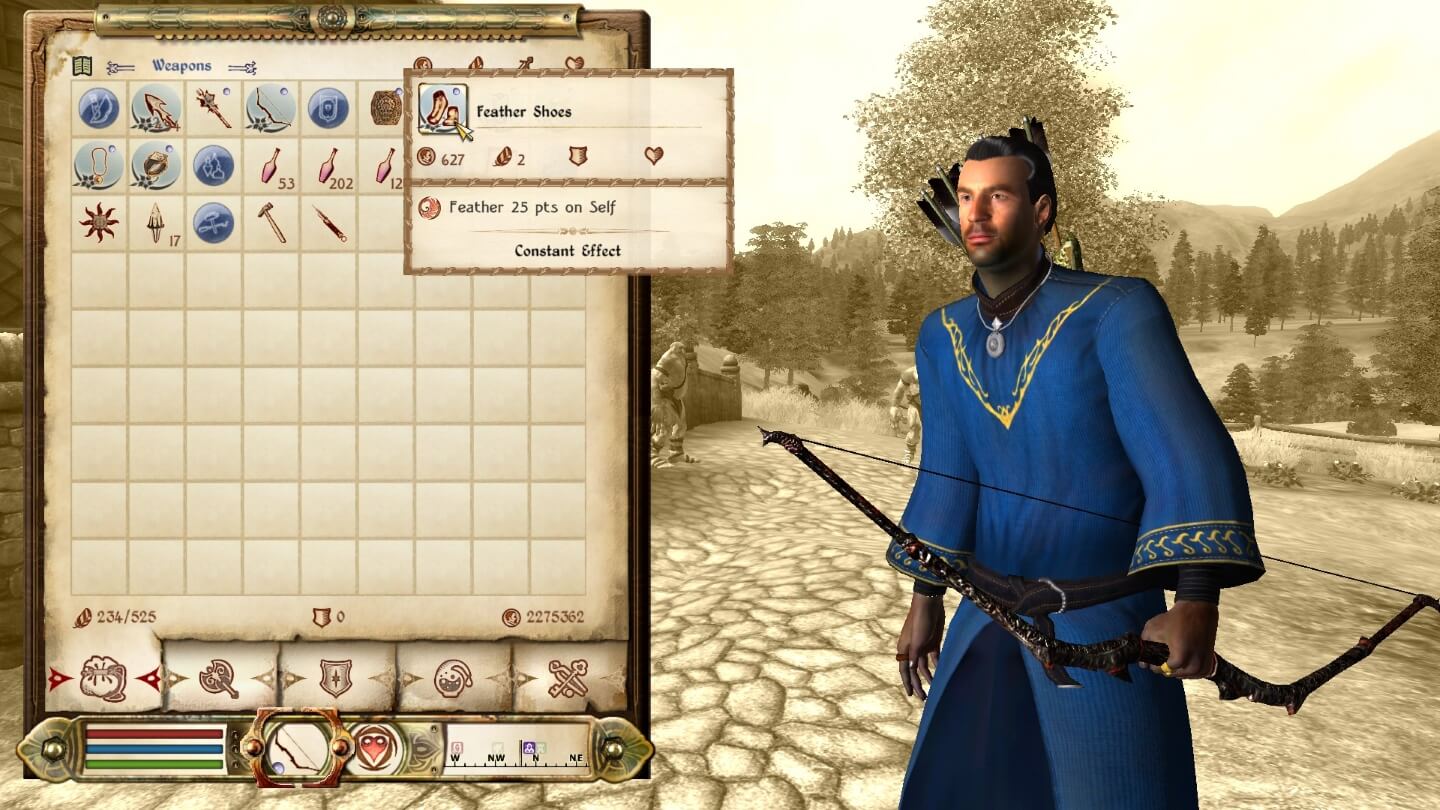 Weapons
Feather Shoes
627
2
53
202
12
Feather 25 pts on Self
17
Constant Effect
234/525
0
2275362
W
NW
N
NE